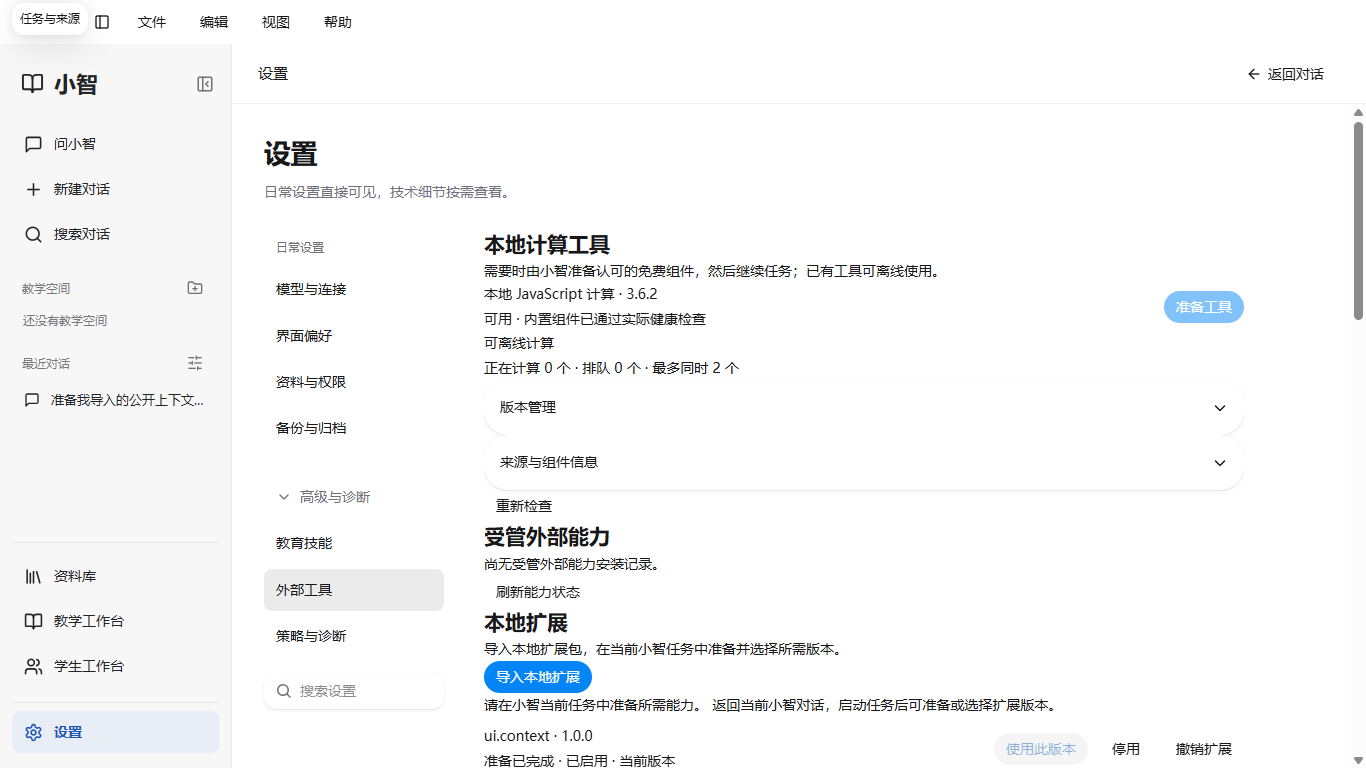 任务与来源
文件
编辑
视图
帮助
小智
设置
返回对话
问小智
新建对话
搜索对话
教学空间
还没有教学空间
最近对话
准备我导入的公开上下文...
资料库
教学工作台
学生工作台
设置
设置
日常设置直接可见，技术细节按需查看。
日常设置
模型与连接
界面偏好
资料与权限
备份与归档
高级与诊断
教育技能
外部工具
策略与诊断
搜索设置
本地计算工具
需要时由小智准备认可的免费组件，然后继续任务；已有工具可离线使用。
本地 JavaScript 计算 · 3.6.2
准备工具
可用 · 内置组件已通过实际健康检查
可离线计算
正在计算 0 个 · 排队 0 个 · 最多同时 2 个
版本管理
来源与组件信息
重新检查
受管外部能力
尚无受管外部能力安装记录。
刷新能力状态
本地扩展
导入本地扩展包，在当前小智任务中准备并选择所需版本。
导入本地扩展
请在小智当前任务中准备所需能力。 返回当前小智对话，启动任务后可准备或选择扩展版本。
ui.context · 1.0.0
准备已完成 · 已启用 · 当前版本
使用此版本
停用
撤销扩展